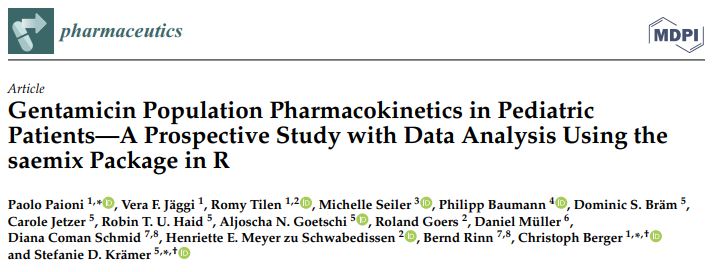 pharmaceutics
MDPI
Article
Gentamicin Population Pharmacokinetics in Pediatric
Patients—A Prospective Study with Data Analysis Using the
saemix Package in R
Paolo Paioni 1,*, Vera F. Jäggi 1, Romy Tilen 1,2, Michelle Seiler 3, Philipp Baumann 4, Dominic S. Bräm 5,
Carole Jetzer 5, Robin T. U. Haid 5, Aljoscha N. Goetschi 5, Roland Goers 2, Daniel Müller 6,
Diana Coman Schmid 7,8, Henriette E. Meyer zu Schwabedissen 2, Bernd Rinn 7,8, Christoph Berger 1,*,†
and Stefanie D. Krämer 5,*,†